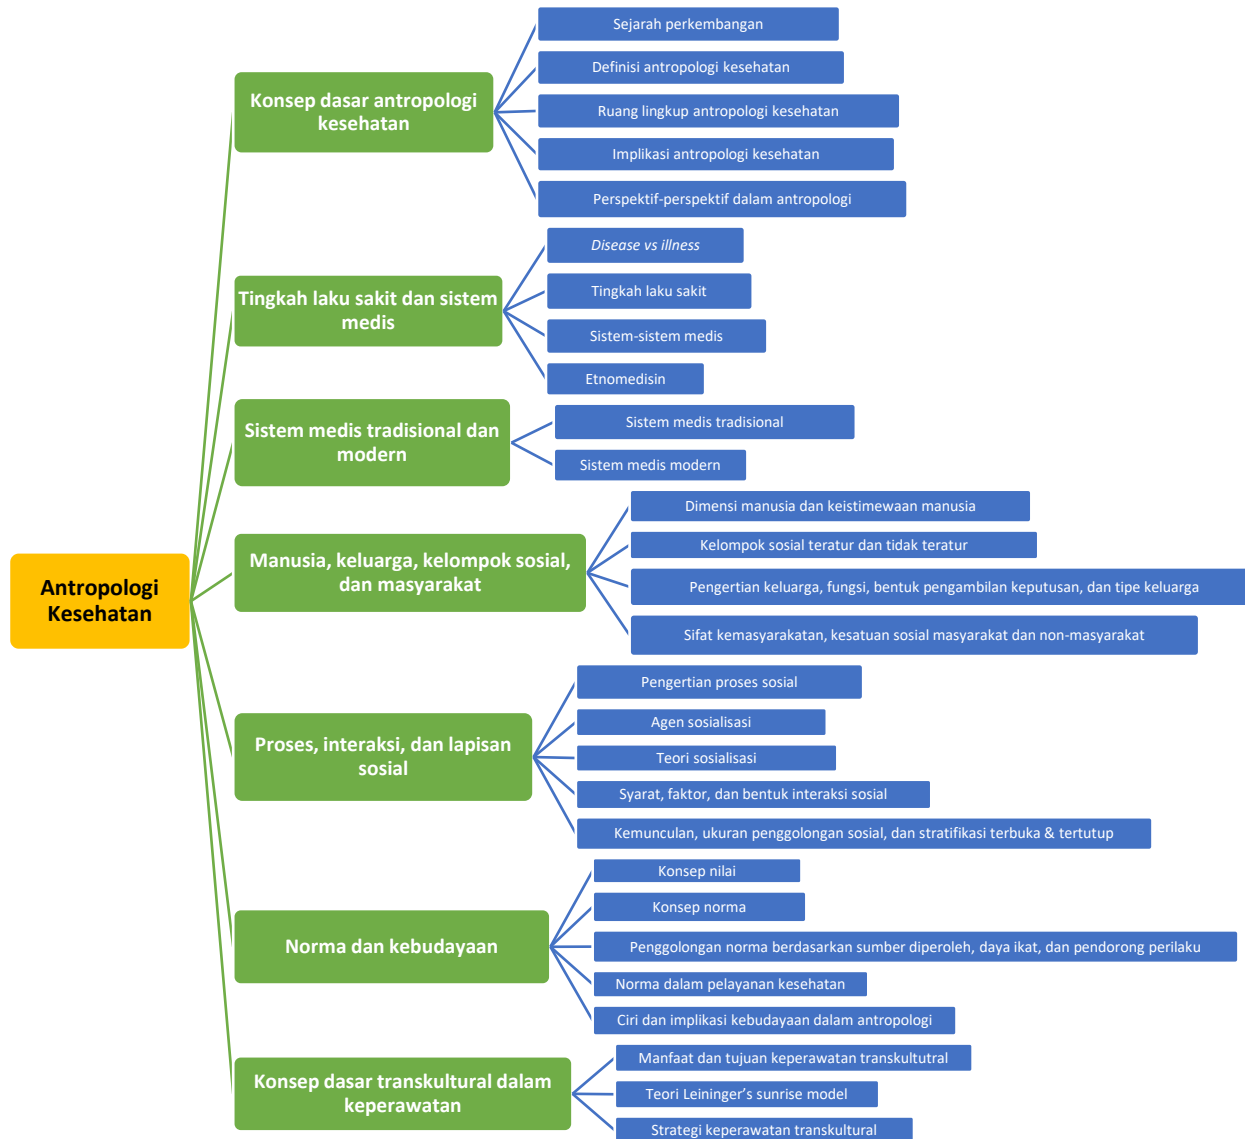 Antropologi
Kesehatan
Konsep dasar antropologi
kesehatan
Sejarah perkembangan
Definisi antropologi kesehatan
Ruang lingkup antropologi kesehatan
Implikasi antropologi kesehatan
Perspektif-perspektif dalam antropologi
Tingkah laku sakit dan sistem
medis
Disease vs illness
Tingkah laku sakit
Sistem-sistem medis
Etnomedisin
Sistem medis tradisional dan
modern
Sistem medis tradisional
Sistem medis modern
Manusia, keluarga, kelompok sosial,
dan masyarakat
Dimensi manusia dan keistimewaan manusia
Kelompok sosial teratur dan tidak teratur
Pengertian keluarga, fungsi, bentuk pengambilan keputusan, dan tipe keluarga
Sifat kemasyarakatan, kesatuan sosial masyarakat dan non-masyarakat
Proses, interaksi, dan lapisan
sosial
Pengertian proses sosial
Agen sosialisasi
Teori sosialisasi
Syarat, faktor, dan bentuk interaksi sosial
Kemunculan, ukuran penggolongan sosial, dan stratifikasi terbuka & tertutup
Norma dan kebudayaan
Konsep nilai
Konsep norma
Penggolongan norma berdasarkan sumber diperoleh, daya ikat, dan pendorong perilaku
Norma dalam pelayanan kesehatan
Ciri dan implikasi kebudayaan dalam antropologi
Konsep dasar transkultural dalam
keperawatan
Manfaat dan tujuan keperawatan transkultutral
Teori Leininger’s sunrise model
Strategi keperawatan transkultural